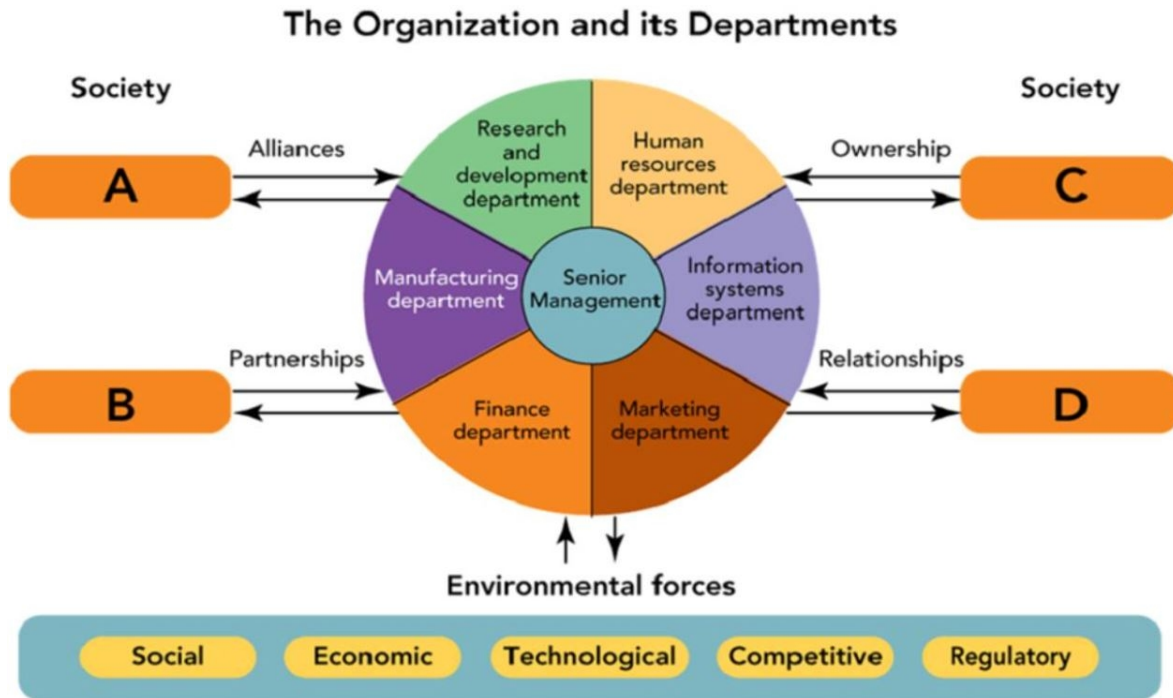 The Organization and its Departments
Society
Society
A
Alliances
Research
and
development
department
Human
resources
department
Ownership
C
Manufacturing
department
Senior
Management
Information
systems
department
B
Partnerships
Finance
department
Marketing
department
Relationships
D
Environmental forces
Social
Economic
Technological
Competitive
Regulatory